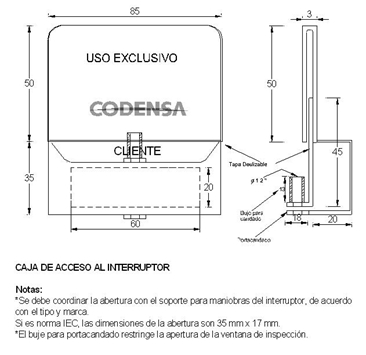 85
3
USO EXCLUSIVO
50
50
CODENSA
CLIENTE
Tapa Deslizable
45
35
20
Buje para
candado
60
18
20
Portacandado
CAJA DE ACCESO AL INTERRUPTOR
Notas:
*Se debe coordinar la abertura con el soporte para maniobras del interruptor, de acuerdo
con el tipo y marca.
Si es norma IEC, las dimensiones de la abertura son 35 mm x 17 mm.
*El buje para portacandado restringe la apertura de la ventana de inspección.